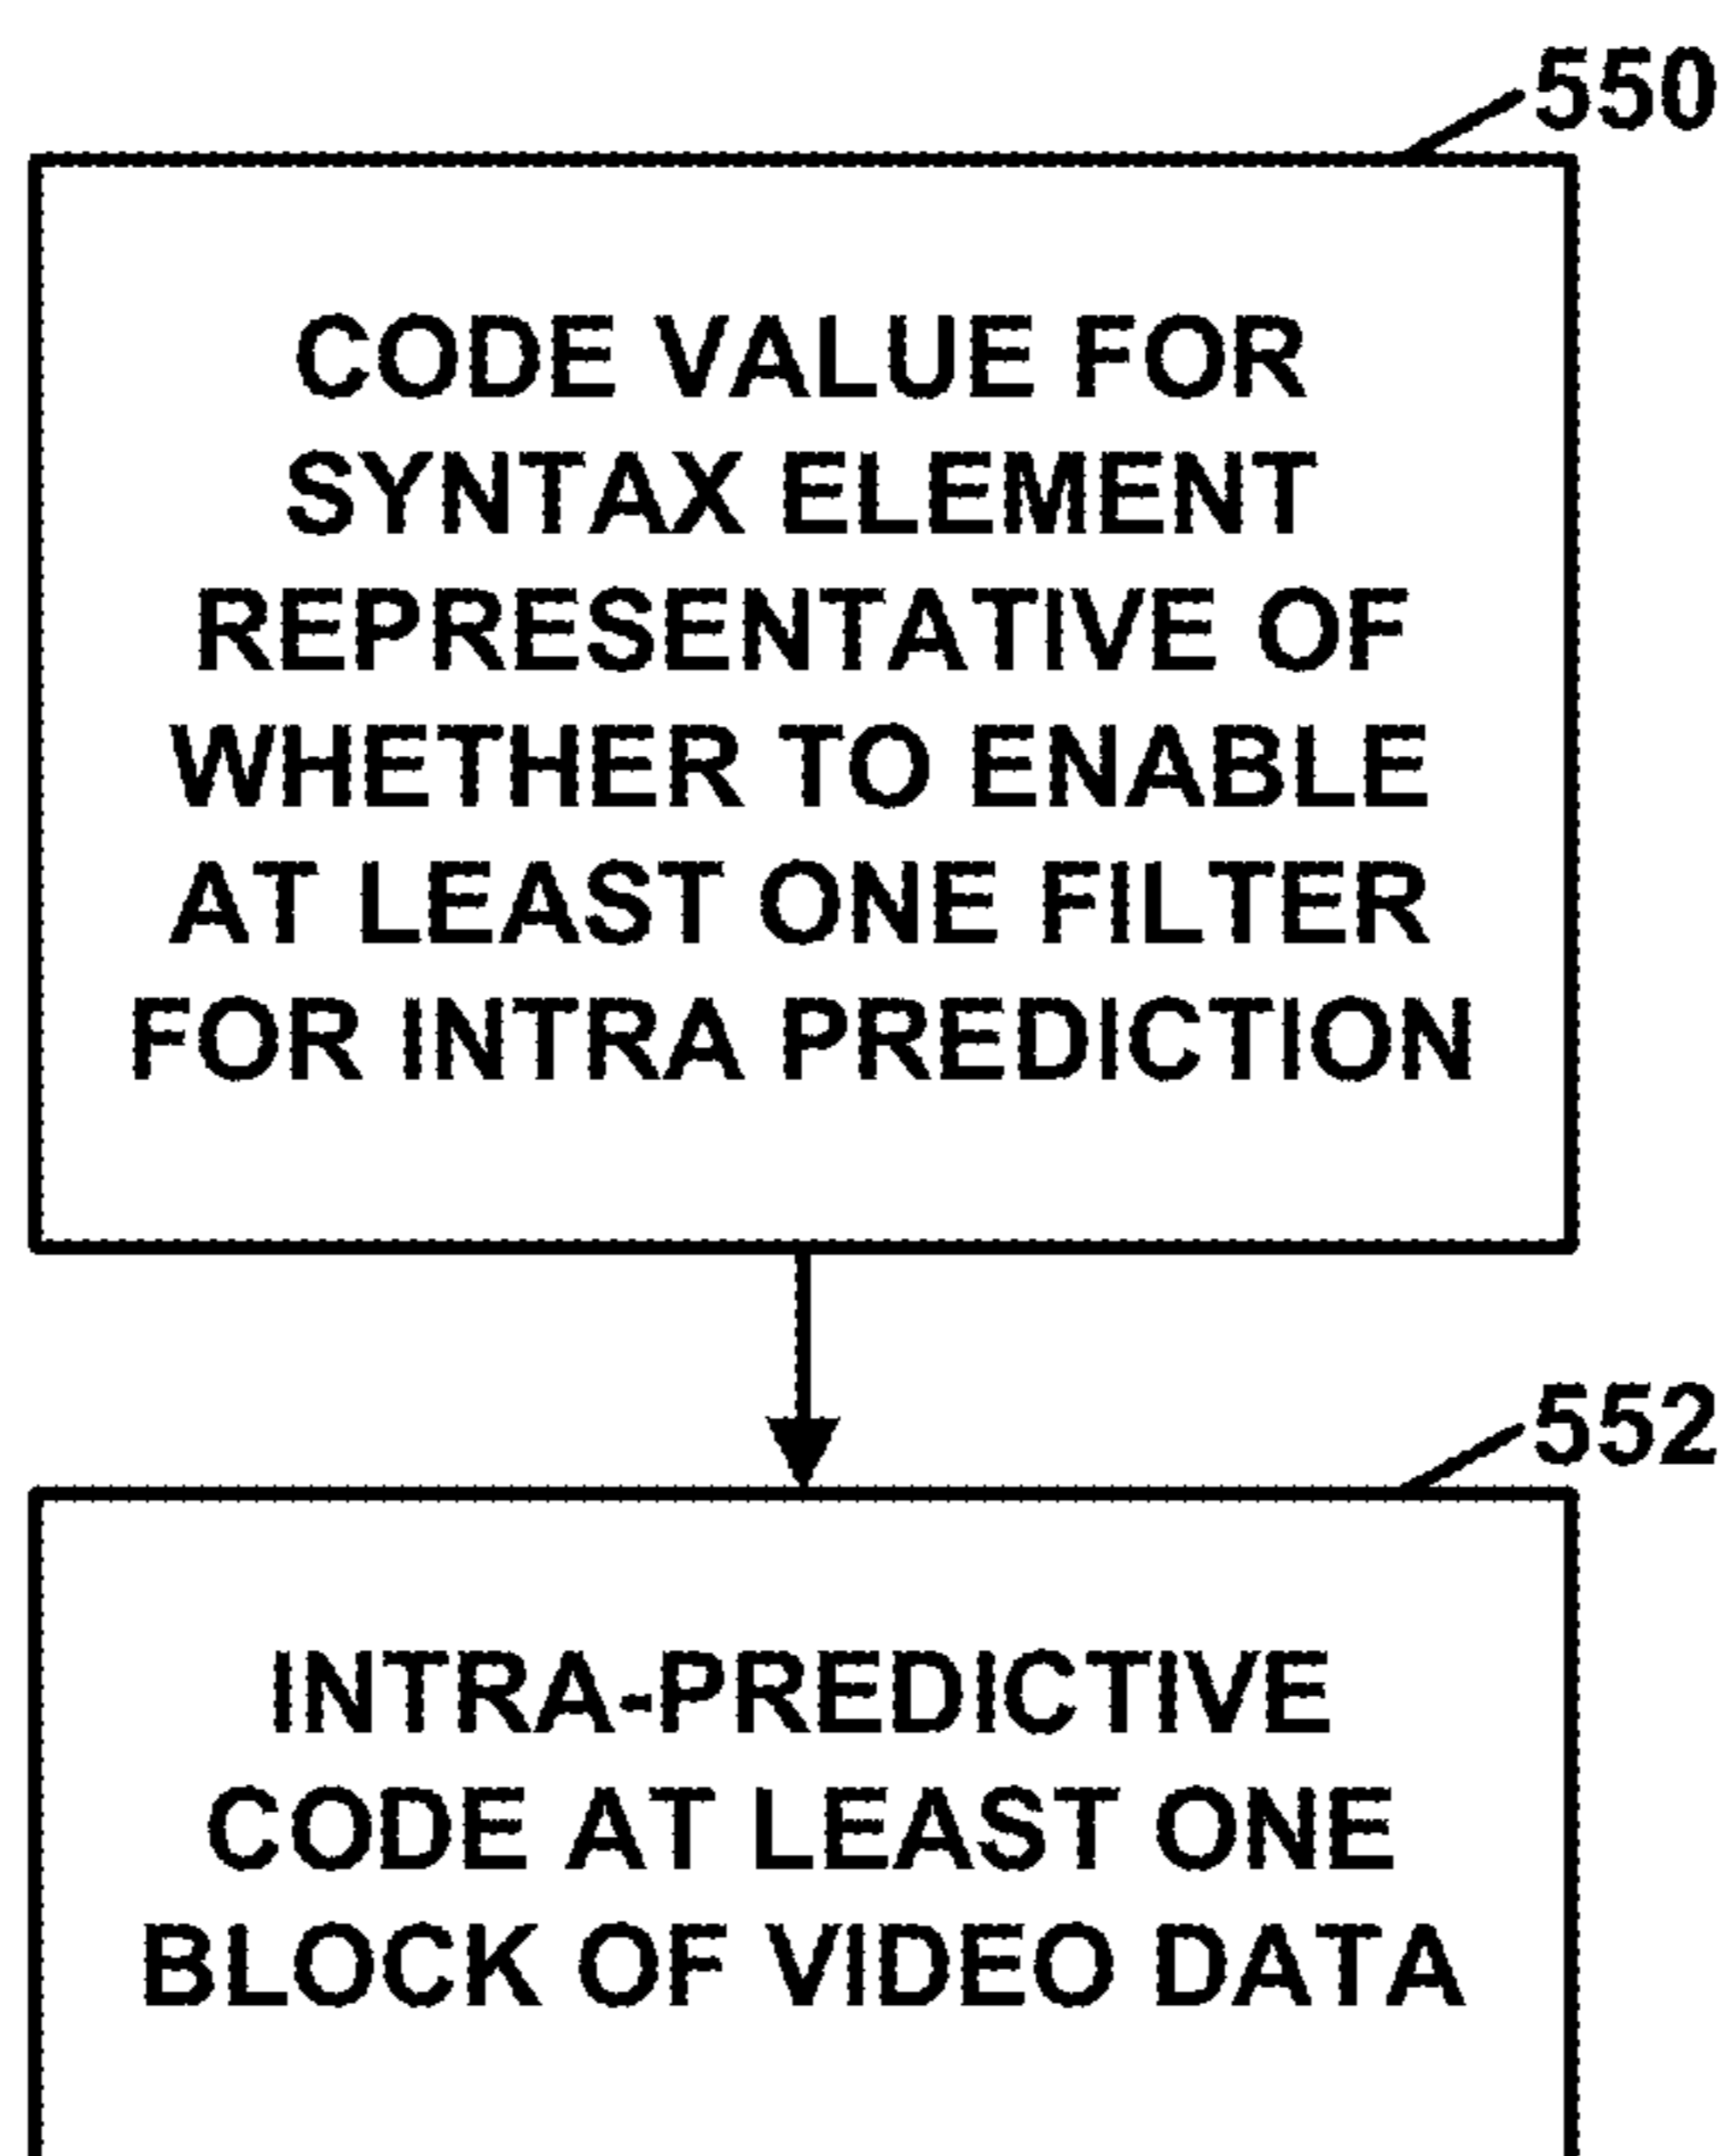 550
CODE VALUE FOR
SYNTAX ELEMENT
REPRESENTATIVE OF
WHETHER TO ENABLE
AT LEAST ONE FILTER
FOR INTRA PREDICTION
552
INTRA-PREDICTIVE
CODE AT LEAST ONE
BLOCK OF VIDEO DATA